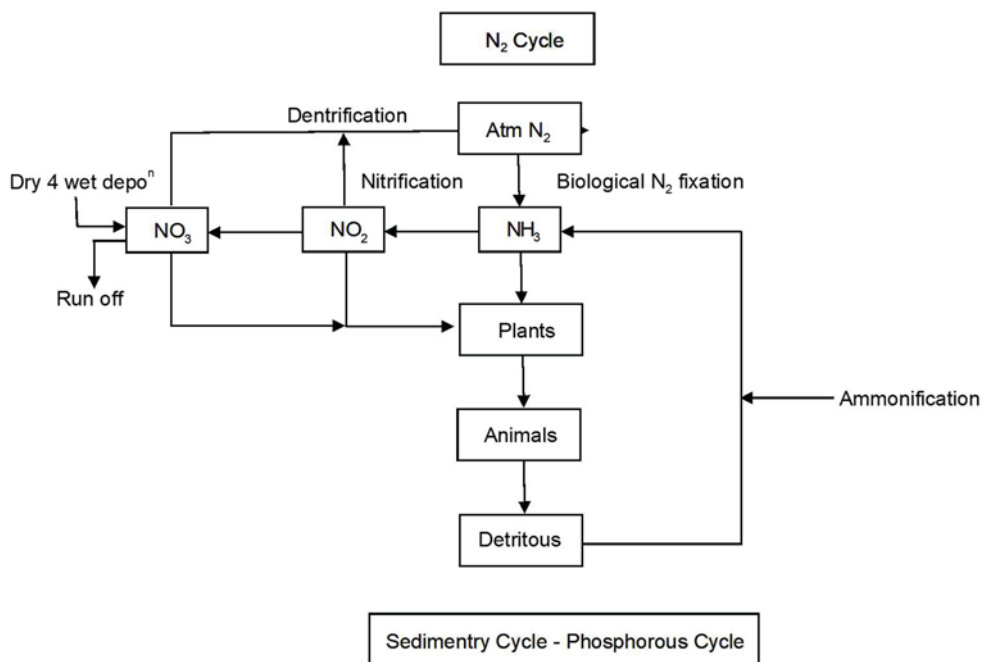 N₂ Cycle
Dentrification
Atm N₂
Dry 4 wet depoⁿ
Nitrification
Biological N₂ fixation
NO₃
NO₂
NH₃
Run off
Plants
Ammonification
Animals
Detritous
Sedimentry Cycle - Phosphorous Cycle